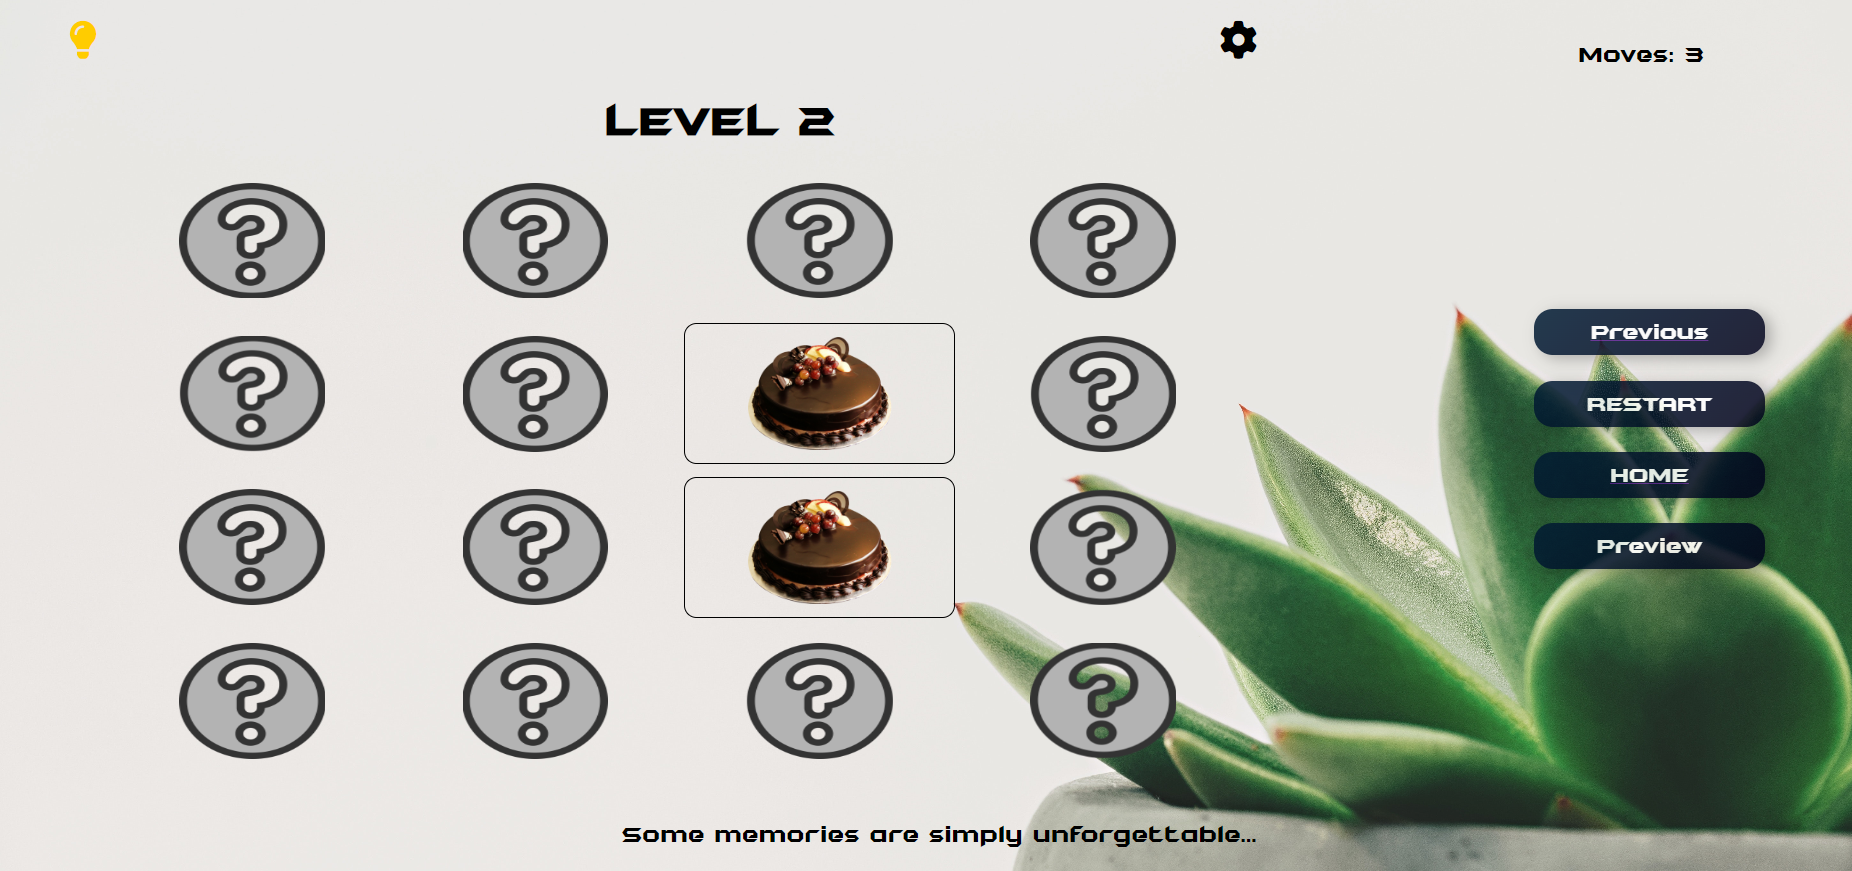 Moves: 3
LEVEL 2
? ? ? ?
Previous
? ? ?
RESTART
HOME
? ? ?
Preview
? ? ? ?
Some memories are simply unforgettable...